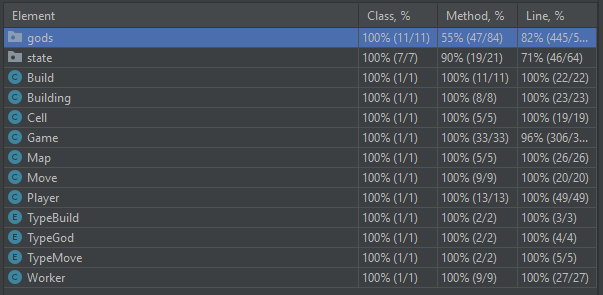 Element Class, % Method, % Line, %
gods 100% (11/11) 55% (47/84) 82% (445/5...
state 100% (7/7) 90% (19/21) 71% (46/64)
C Build 100% (1/1) 100% (11/11) 100% (22/22)
C Building 100% (1/1) 100% (8/8) 100% (23/23)
C Cell 100% (1/1) 100% (5/5) 100% (19/19)
C Game 100% (1/1) 100% (33/33) 96% (306/3...
C Map 100% (1/1) 100% (5/5) 100% (26/26)
C Move 100% (1/1) 100% (9/9) 100% (20/20)
C Player 100% (1/1) 100% (13/13) 100% (49/49)
E TypeBuild 100% (1/1) 100% (2/2) 100% (3/3)
E TypeGod 100% (1/1) 100% (2/2) 100% (4/4)
E TypeMove 100% (1/1) 100% (2/2) 100% (5/5)
C Worker 100% (1/1) 100% (9/9) 100% (27/27)